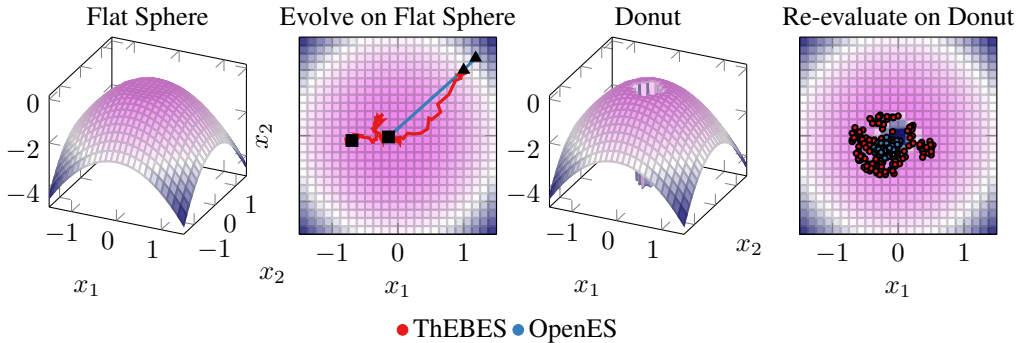 Flat Sphere
Evolve on Flat Sphere
Donut
Re-evaluate on Donut
0
−2
−4
−1
0
1
x₁
−1
0
1
x₂
x₂
−1
0
1
x₁
0
−2
−4
−1
0
1
x₁
x₂
−1
0
1
x₁
ThEBES
OpenES